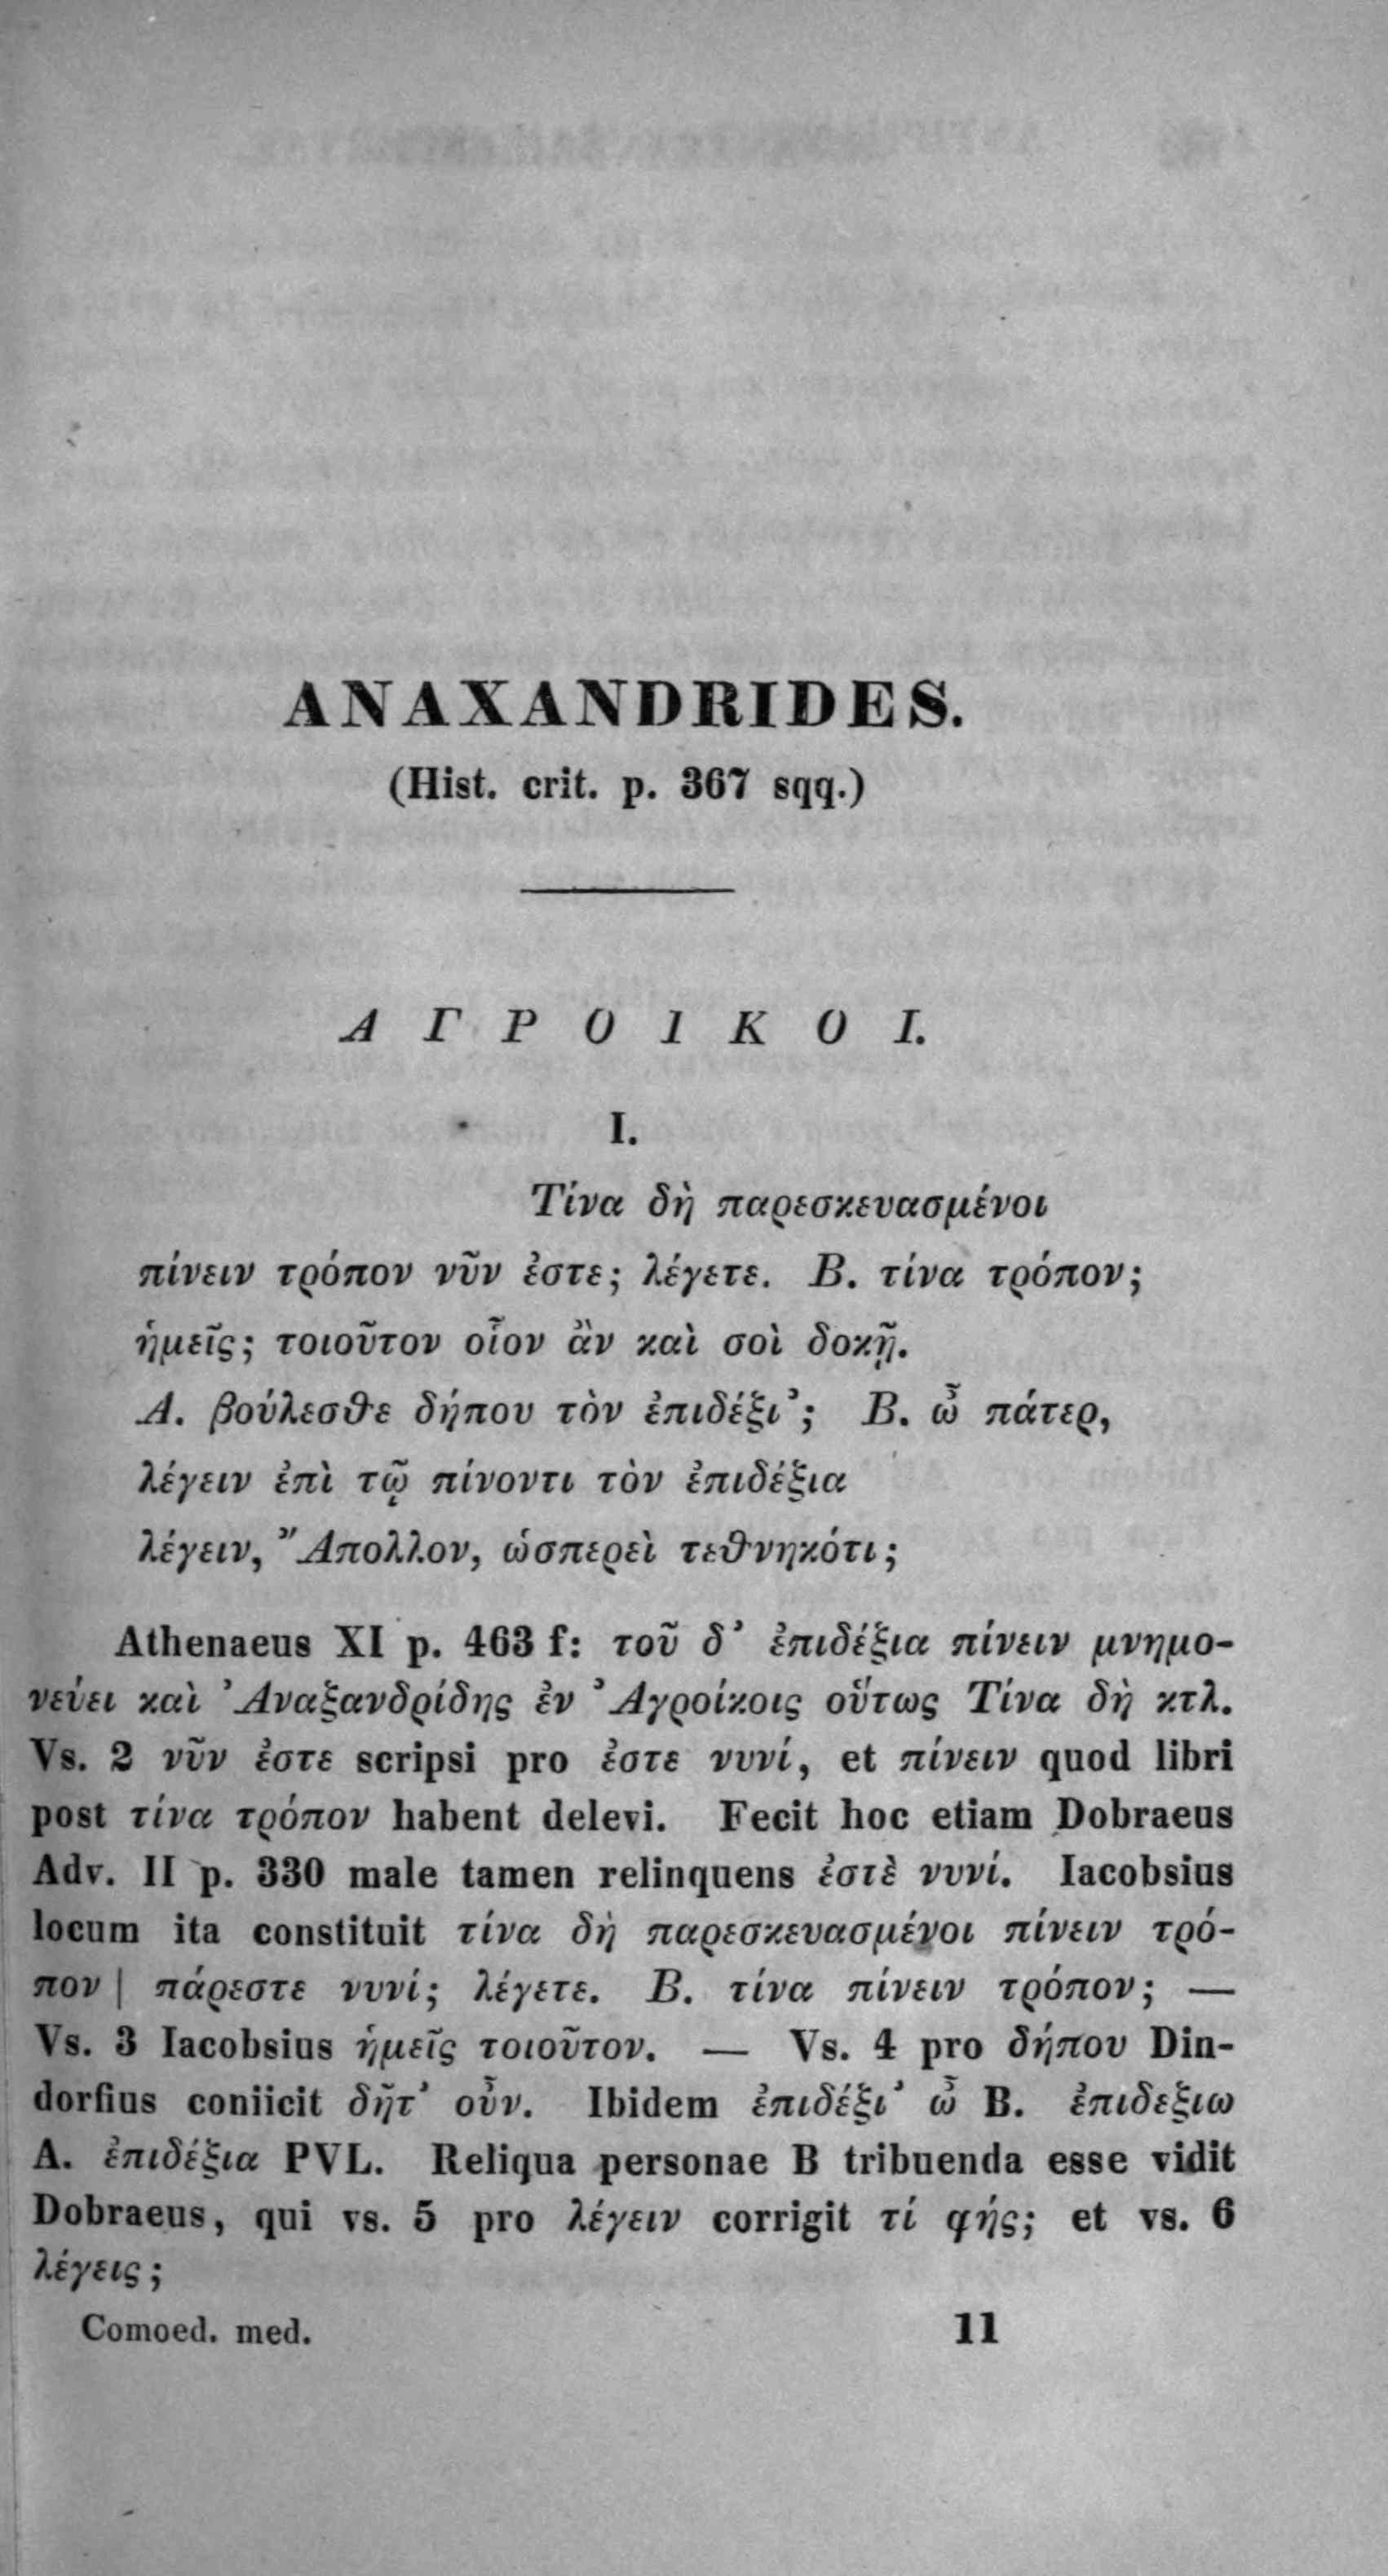 ANAXANDRIDES.
(Hist. crit. p. 367 sqq.)
ΑΓΡΟΙΚΟΙ.
I.
Τίνα δὴ παρεσκευασμένοι
πίνειν τρόπον νῦν ἐστε; λέγετε. Β. τίνα τρόπον;
ἡμεῖς; τοιοῦτον οἷον ἂν καὶ σοὶ δοκῇ.
Α. βούλεσθε δήπου τὸν ἐπιδέξι’; Β. ὦ πάτερ,
λέγειν ἐπὶ τῷ πίνοντι τὸν ἐπιδέξια
λέγειν, Ἄπολλον, ὡσπερεὶ τεθνηκότι;
Athenaeus XI p. 463 f: τοῦ δ’ ἐπιδέξια πίνειν μνημο-
νεύει καὶ Ἀναξανδρίδης ἐν Ἀγροίκοις οὕτως Τίνα δὴ κτλ.
Vs. 2 νῦν ἐστε scripsi pro ἐστε νυνί, et πίνειν quod libri
post τίνα τρόπον habent delevi. Fecit hoc etiam Dobraeus
Adv. II p. 330 male tamen relinquens ἐστὲ νυνί. Iacobsius
locum ita constituit τίνα δὴ παρεσκευασμένοι πίνειν τρό-
πον | πάρεστε νυνί; λέγετε. Β. τίνα πίνειν τρόπον; —
Vs. 3 Iacobsius ἡμεῖς τοιοῦτον. — Vs. 4 pro δήπου Din-
dorfius coniicit δῆτ’ οὖν. Ibidem ἐπιδέξι’ ὦ B. ἐπιδεξιω
A. ἐπιδέξια PVL. Reliqua personae B tribuenda esse vidit
Dobraeus, qui vs. 5 pro λέγειν corrigit τί φής; et vs. 6
λέγεις;
Comoed. med. 11